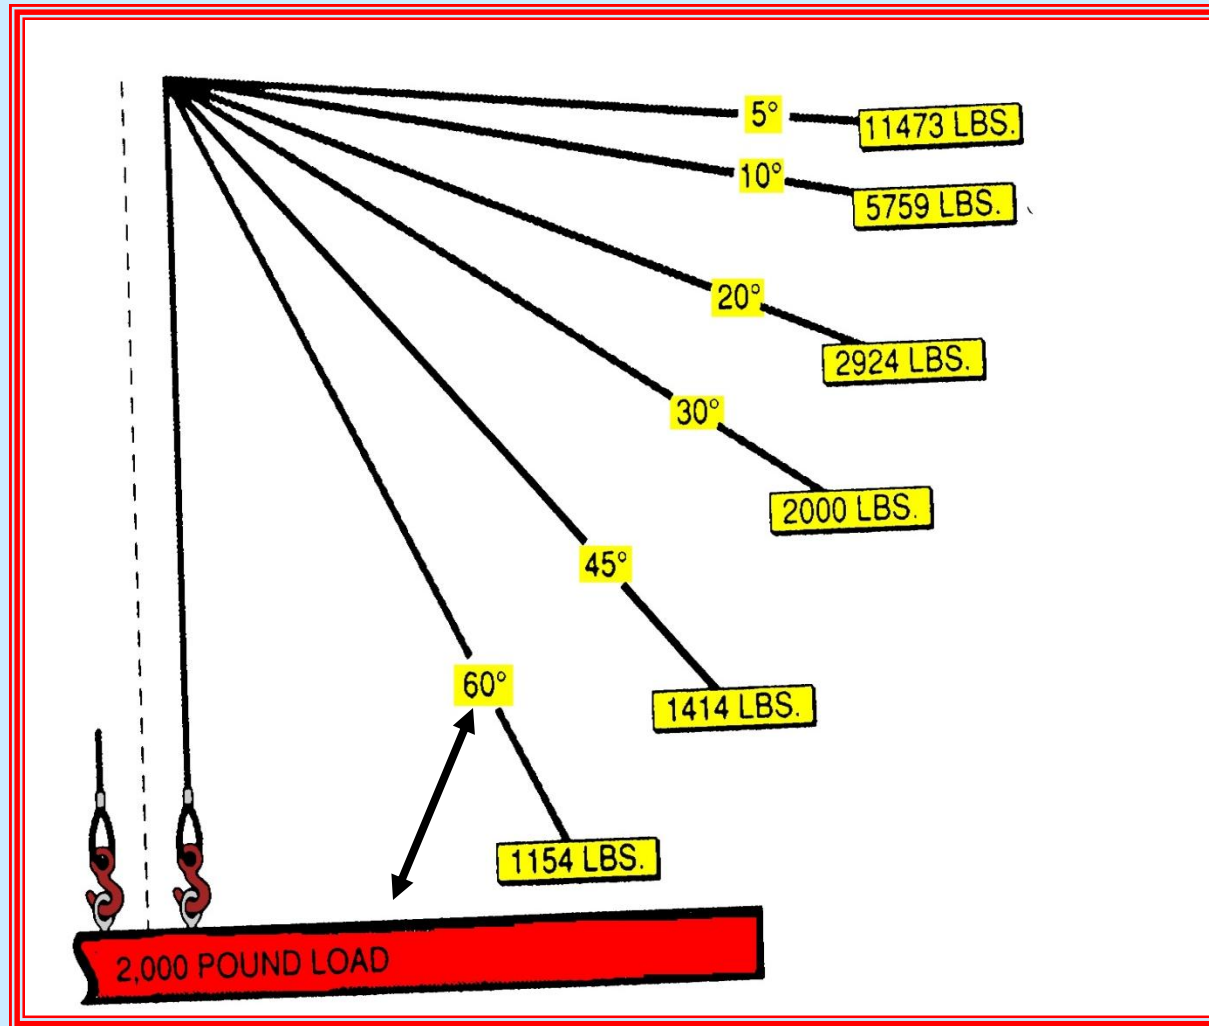 5°
11473 LBS.
10°
5759 LBS.
20°
2924 LBS.
30°
2000 LBS.
45°
1414 LBS.
60°
1154 LBS.
2,000 POUND LOAD